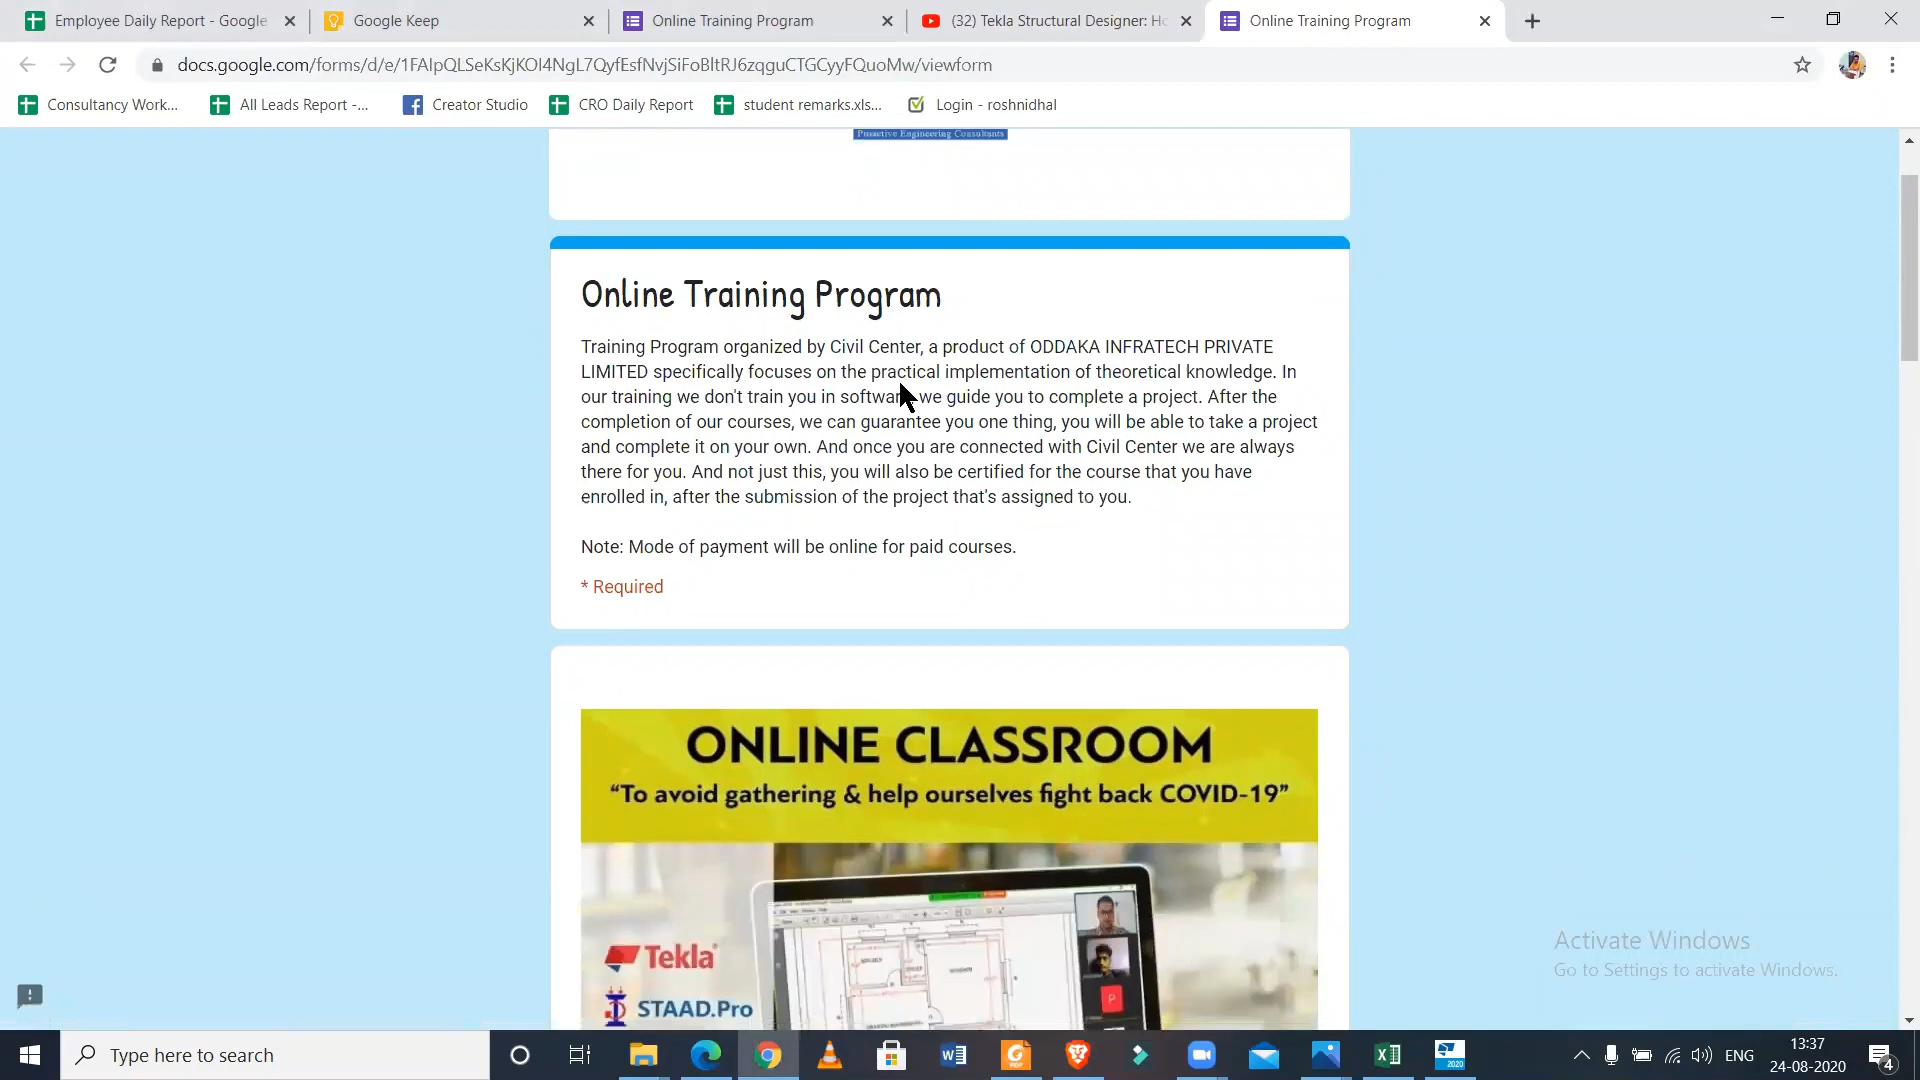 Employee Daily Report - Google
Google Keep
Online Training Program
(32) Tekla Structural Designer: Ho
Online Training Program
docs.google.com/forms/d/e/1FAIpQLSeKsKjKOI4NgL7QyfEsfNvjSiFoBltRJ6zqguCTGCyyFQuoMw/viewform
Consultancy Work...
All Leads Report -...
Creator Studio
CRO Daily Report
student remarks.xls...
Login - roshnidhal
Proactive Engineering Consultants
Online Training Program
Training Program organized by Civil Center, a product of ODDAKA INFRATECH PRIVATE
LIMITED specifically focuses on the practical implementation of theoretical knowledge. In
our training we don't train you in software we guide you to complete a project. After the
completion of our courses, we can guarantee you one thing, you will be able to take a project
and complete it on your own. And once you are connected with Civil Center we are always
there for you. And not just this, you will also be certified for the course that you have
enrolled in, after the submission of the project that's assigned to you.
Note: Mode of payment will be online for paid courses.
* Required
ONLINE CLASSROOM
“To avoid gathering & help ourselves fight back COVID-19”
Tekla
STAAD.Pro
P
Activate Windows
Go to Settings to activate Windows.
Type here to search
2020
ENG
13:37
24-08-2020
4